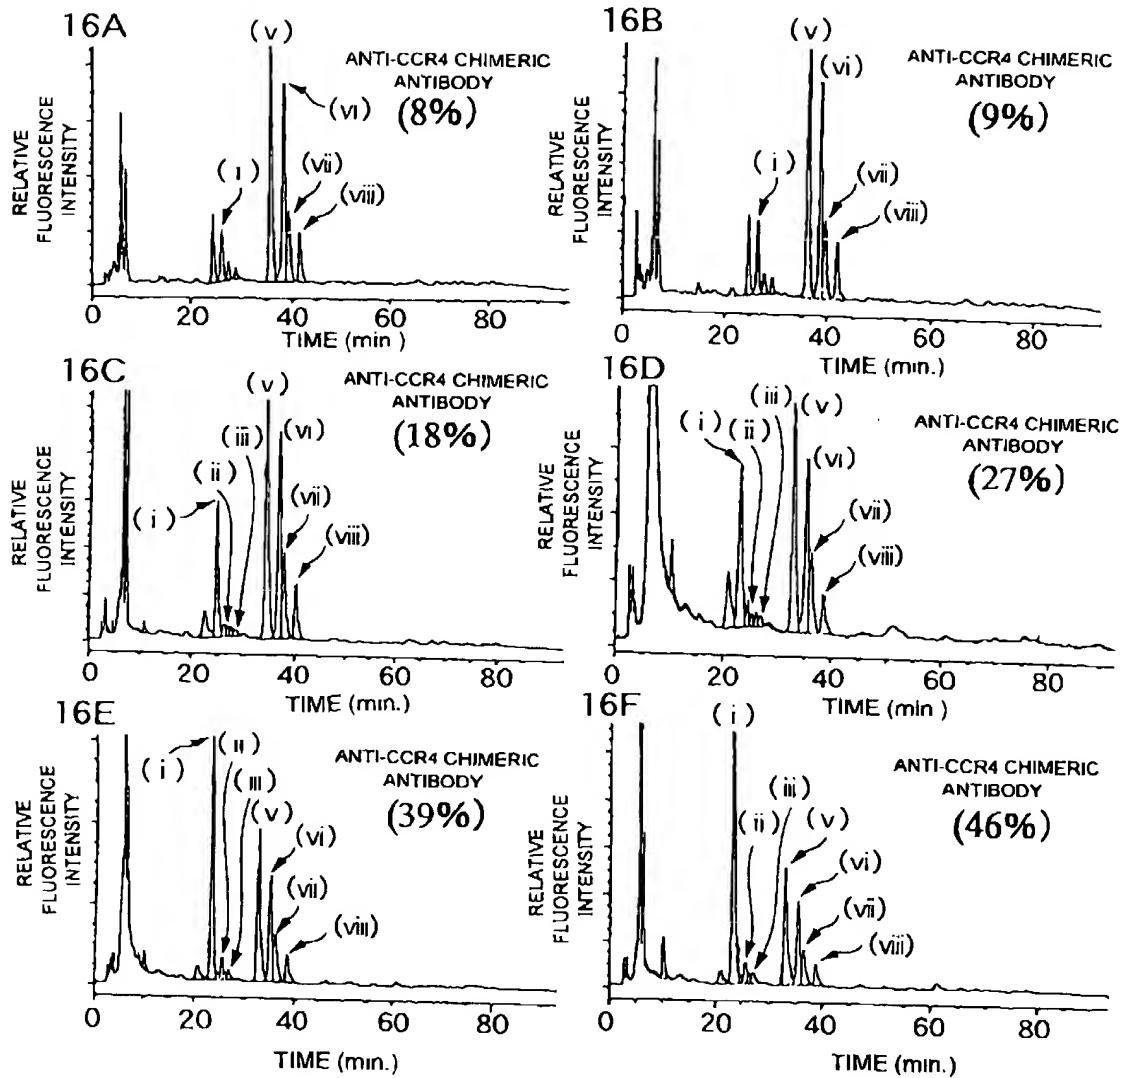 16A
(v)
ANTI-CCR4 CHIMERIC
ANTIBODY
(8%)
(vi)
(i)
(vii)
(viii)
RELATIVE
FLUORESCENCE
INTENSITY
0 20 40 60 80
TIME (min )
16B
(v)
(vi)
ANTI-CCR4 CHIMERIC
ANTIBODY
(9%)
(i)
(vii)
(viii)
RELATIVE
FLUORESCENCE
INTENSITY
0 20 40 60 80
TIME (min.)
16C
(v)
ANTI-CCR4 CHIMERIC
ANTIBODY
(18%)
(iii)
(vi)
(ii)
(i)
(vii)
(viii)
RELATIVE
FLUORESCENCE
INTENSITY
0 20 40 60 80
TIME (min.)
16D
(iii)
(v)
(i)
(ii)
ANTI-CCR4 CHIMERIC
ANTIBODY
(27%)
(vi)
(vii)
(viii)
RELATIVE
FLUORESCENCE
INTENSITY
0 20 40 60 80
TIME (min )
16E
(i)
(ii)
(iii)
(v)
ANTI-CCR4 CHIMERIC
ANTIBODY
(39%)
(vi)
(vii)
(viii)
RELATIVE
FLUORESCENCE
INTENSITY
0 20 40 60 80
TIME (min.)
16F
(i)
ANTI-CCR4 CHIMERIC
ANTIBODY
(46%)
(iii)
(ii)
(v)
(vi)
(vii)
(viii)
RELATIVE
FLUORESCENCE
INTENSITY
0 20 40 60 80
TIME (min.)